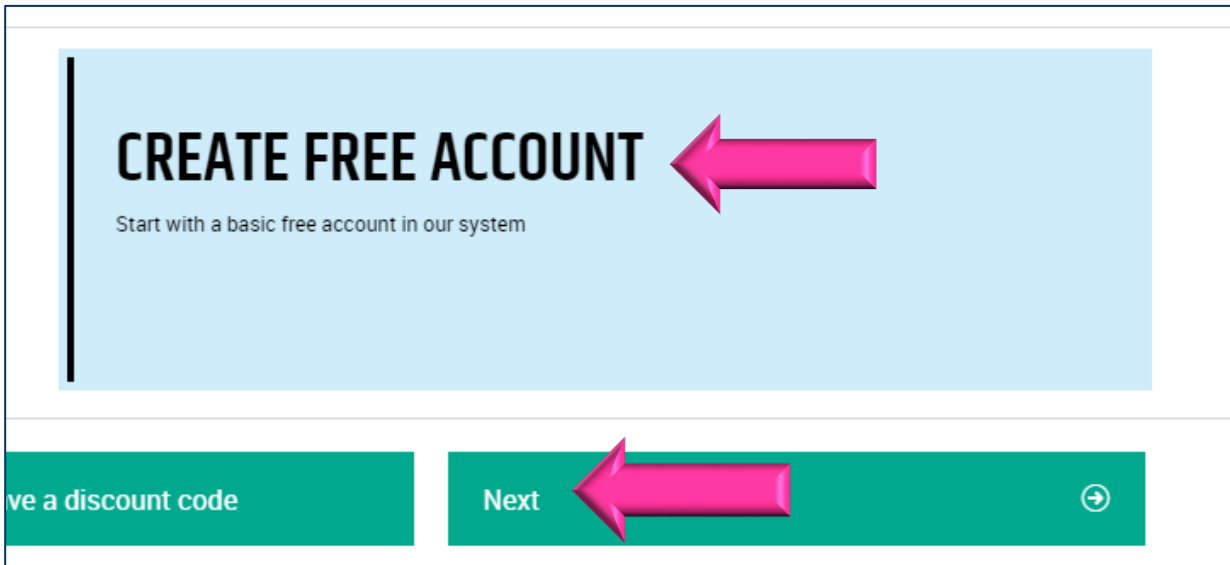 CREATE FREE ACCOUNT
Start with a basic free account in our system
ve a discount code
Next